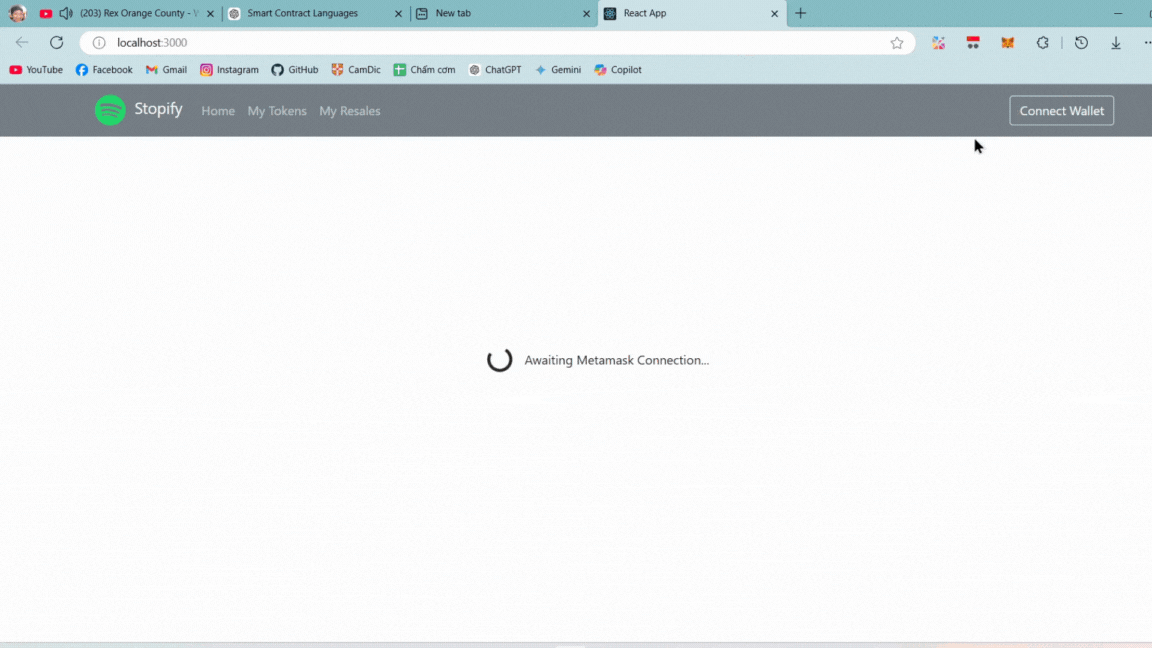 (203) Rex Orange County -
Smart Contract Languages
New tab
React App
localhost:3000
YouTube
Facebook
Gmail
Instagram
GitHub
CamDic
Chấm cơm
ChatGPT
Gemini
Copilot
Stopify
Home
My Tokens
My Resales
Connect Wallet
Awaiting Metamask Connection...